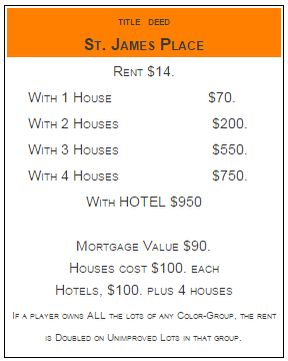 TITLE DEED
ST. JAMES PLACE
RENT $14.
WITH 1 HOUSE $70.
WITH 2 HOUSES $200.
WITH 3 HOUSES $550.
WITH 4 HOUSES $750.
WITH HOTEL $950
MORTGAGE VALUE $90.
HOUSES COST $100. EACH
HOTELS, $100. PLUS 4 HOUSES
IF A PLAYER OWNS ALL THE LOTS OF ANY COLOR-GROUP, THE RENT
IS DOUBLED ON UNIMPROVED LOTS IN THAT GROUP.